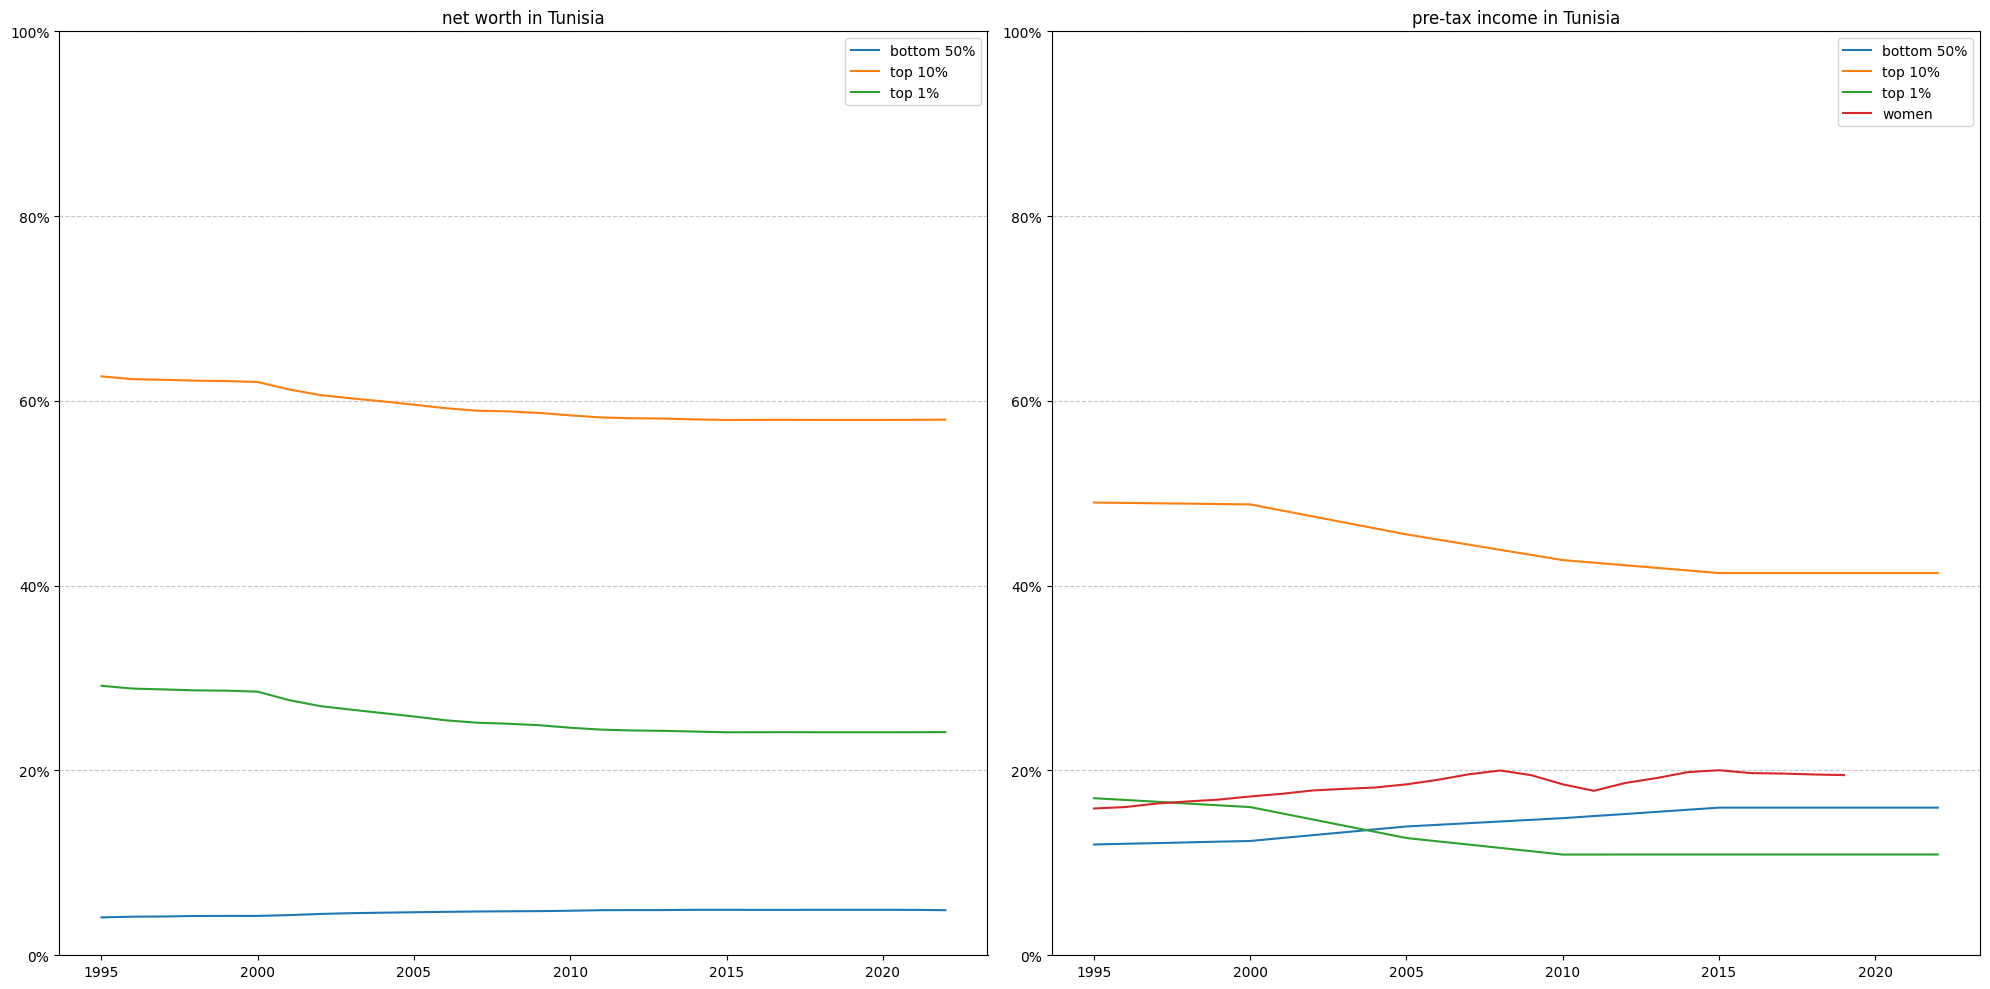 net worth in Tunisia
100%
80%
60%
40%
20%
0%
1995 2000 2005 2010 2015 2020
bottom 50%
top 10%
top 1%
pre-tax income in Tunisia
100%
80%
60%
40%
20%
0%
1995 2000 2005 2010 2015 2020
bottom 50%
top 10%
top 1%
women